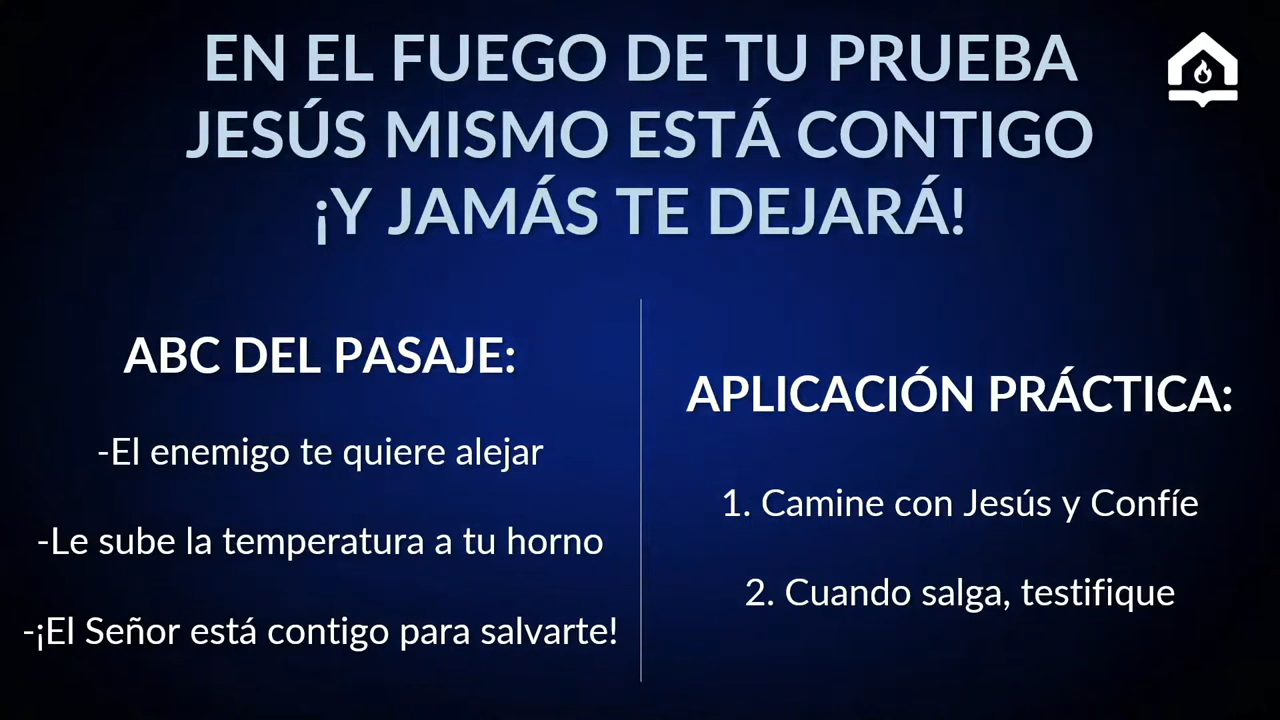 EN EL FUEGO DE TU PRUEBA
JESÚS MISMO ESTÁ CONTIGO
¡Y JAMÁS TE DEJARÁ!
ABC DEL PASAJE:
-El enemigo te quiere alejar
-Le sube la temperatura a tu horno
-¡El Señor está contigo para salvarte!
APLICACIÓN PRÁCTICA:
1. Camine con Jesús y Confíe
2. Cuando salga, testifique